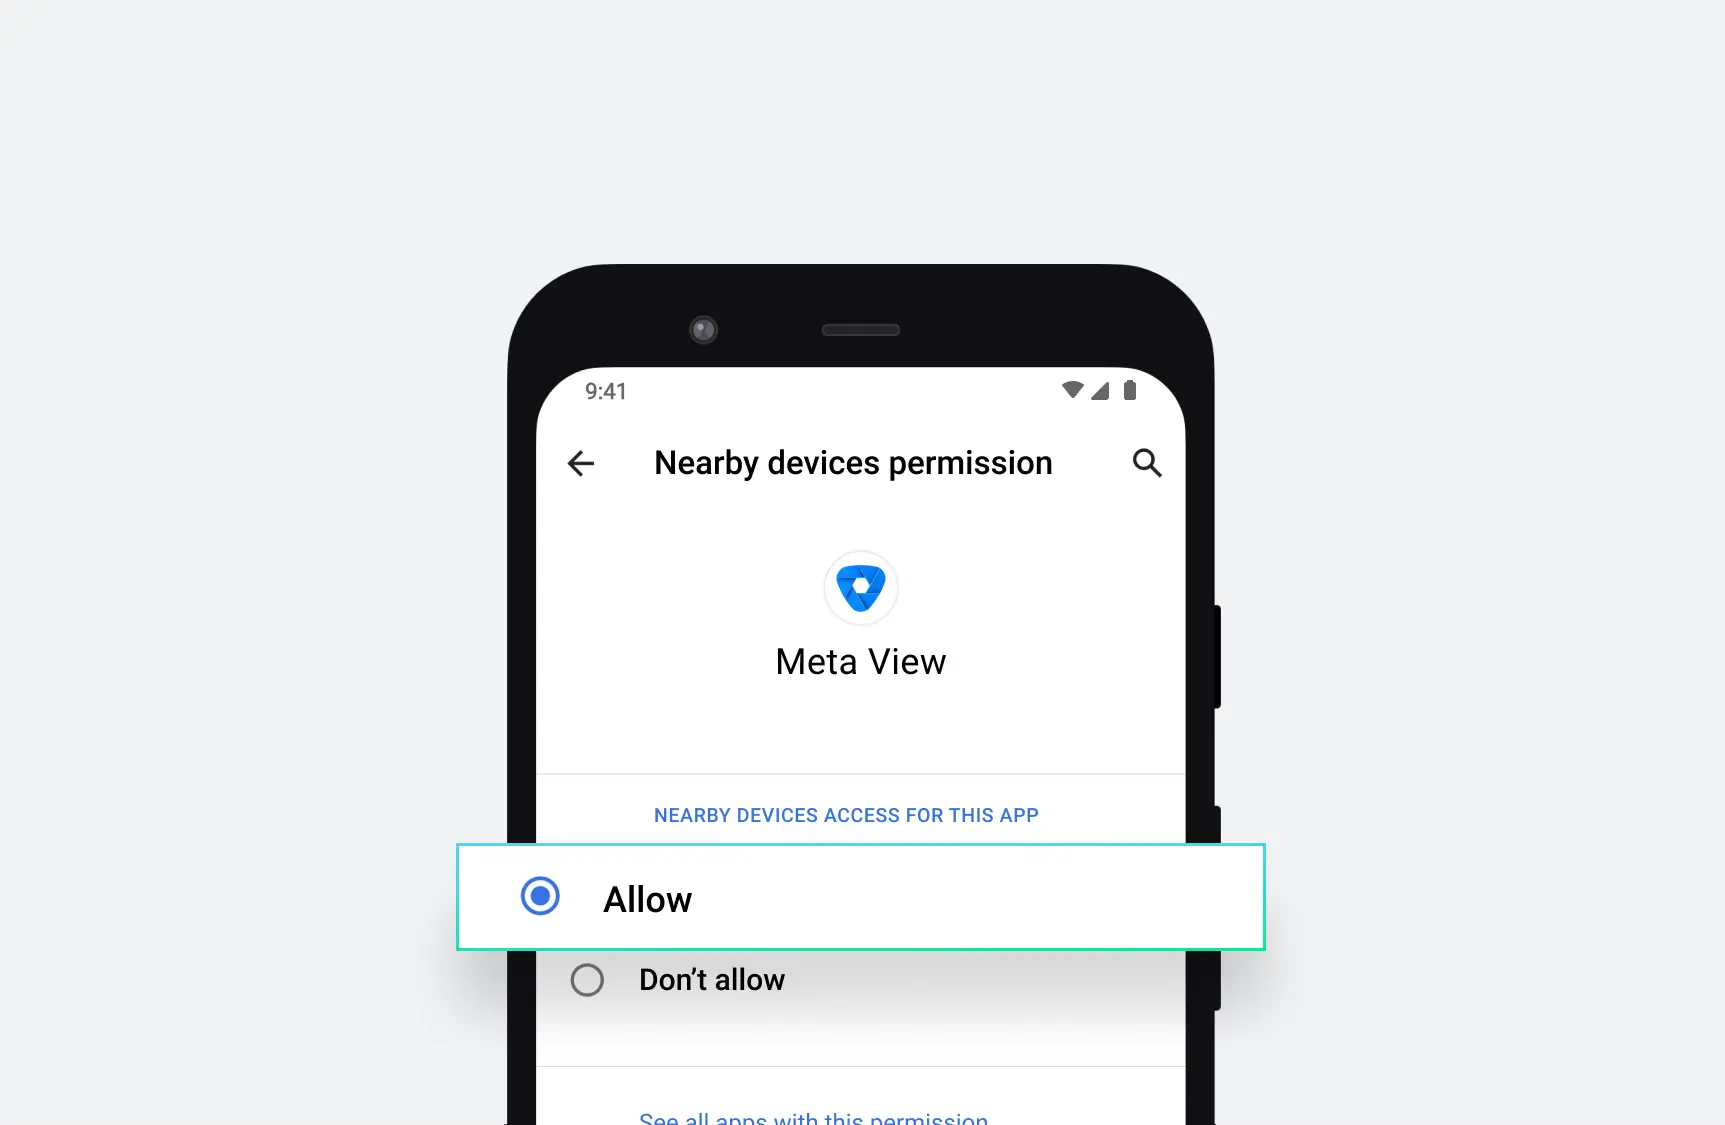 9:41
Nearby devices permission
Meta View
NEARBY DEVICES ACCESS FOR THIS APP
Allow
Don’t allow
See all apps with this permission